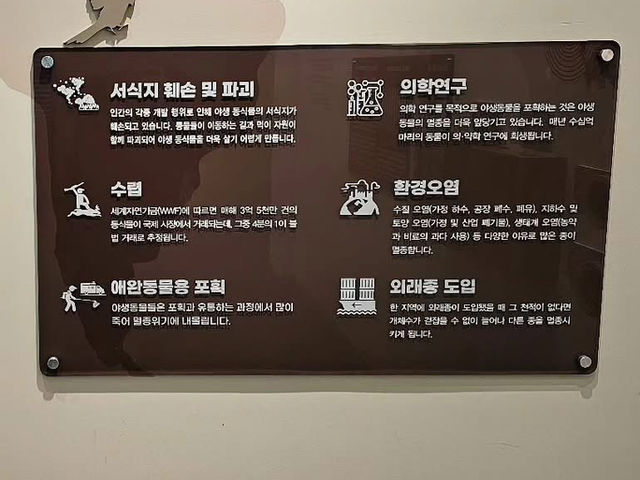 서식지 훼손 및 파괴
인간의 각종 개발 행위로 인해 야생 동식물의 서식지가
훼손되고 있습니다. 동물들이 이동하는 길과 먹이 자원이
함께 파괴되어 야생 동식물을 더욱 살기 어렵게 만듭니다.
수렵
세계자연기금(WWF)에 따르면 매해 3억 5천만 건의
동식물이 국제 시장에서 거래되는데, 그중 4분의 1이 불
법 거래로 추정됩니다.
애완동물용 포획
야생동물들은 포획과 유통하는 과정에서 많이
죽어 멸종위기에 내몰립니다.
의학연구
의학 연구를 목적으로 야생동물을 포획하는 것은 야생
동물의 멸종을 더욱 앞당기고 있습니다. 매년 수십억
마리의 동물이 의·약학 연구에 희생됩니다.
환경오염
수질 오염(가정 하수, 공장 폐수, 폐유), 지하수 및
토양 오염(가정 및 산업 폐기물), 생태계 오염(농약
과 비료의 과다 사용) 등 다양한 이유로 많은 종이
멸종합니다.
외래종 도입
한 지역에 외래종이 도입됐을 때 그 천적이 없다면
개체수가 걷잡을 수 없이 늘어나 다른 종을 멸종시
키게 됩니다.